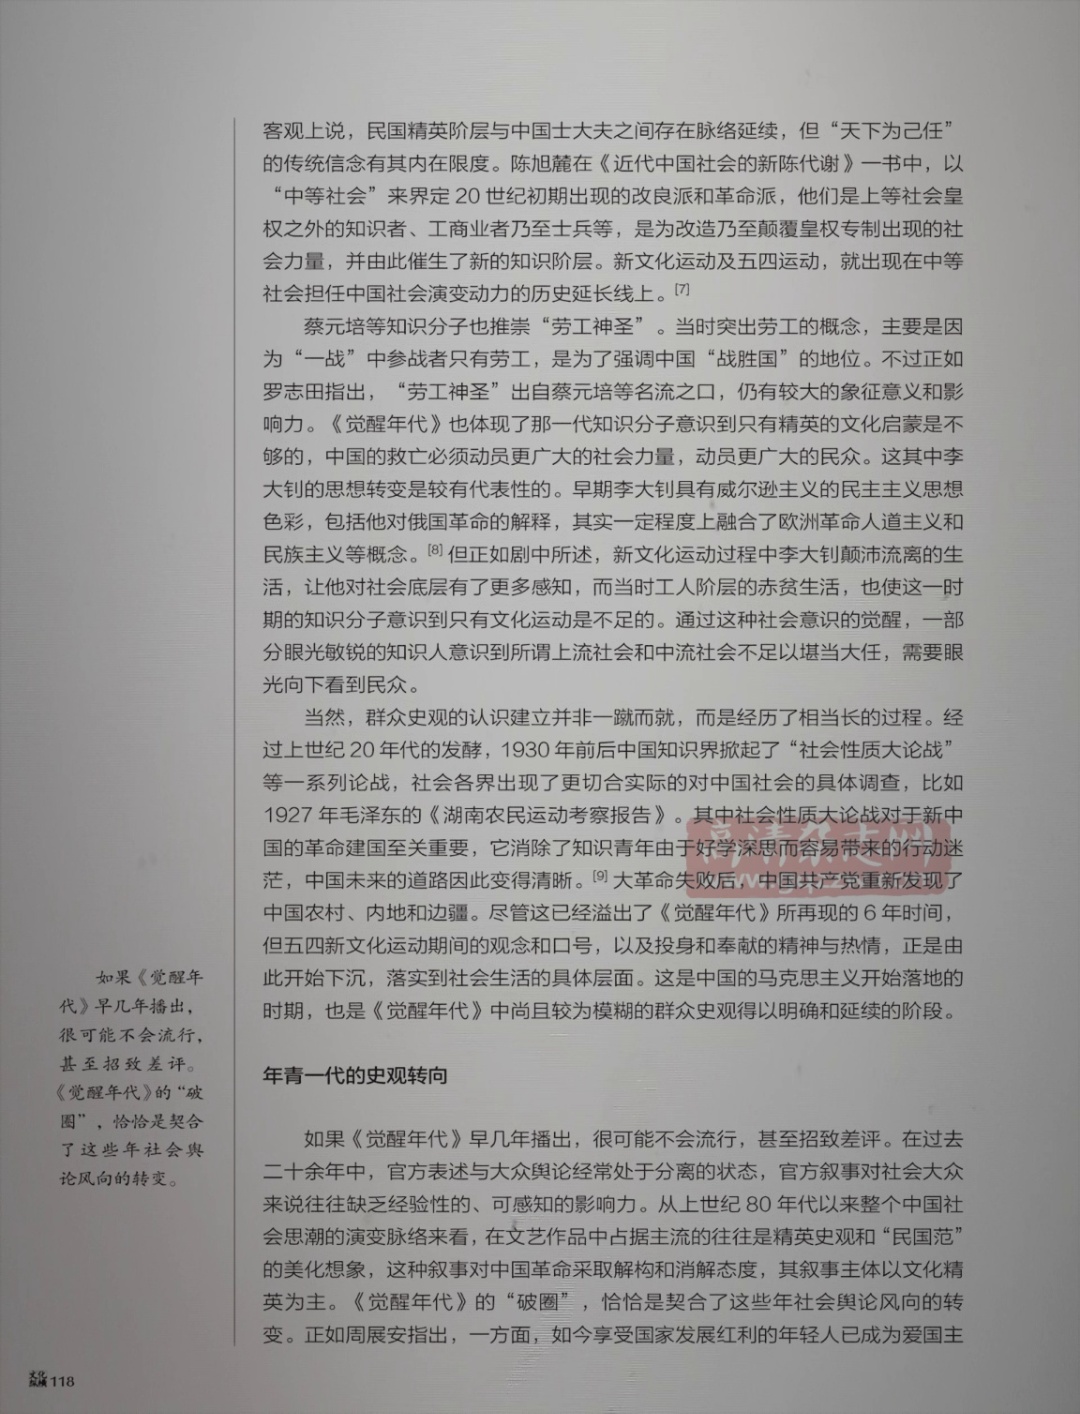 客观上说，民国精英阶层与中国士大夫之间存在脉络延续，但“天下为己任”
的传统信念有其内在限度。陈旭麓在《近代中国社会的新陈代谢》一书中，以
“中等社会”来界定 20 世纪初期出现的改良派和革命派，他们是上等社会皇
权之外的知识者、工商业者乃至士兵等，是为改造乃至颠覆皇权专制出现的社
会力量，并由此催生了新的知识阶层。新文化运动及五四运动，就出现在中等
社会担任中国社会演变动力的历史延长线上。[7]
蔡元培等知识分子也推崇“劳工神圣”。当时突出劳工的概念，主要是因
为“一战”中参战者只有劳工，是为了强调中国“战胜国”的地位。不过正如
罗志田指出，“劳工神圣”出自蔡元培等名流之口，仍有较大的象征意义和影
响力。《觉醒年代》也体现了那一代知识分子意识到只有精英的文化启蒙是不
够的，中国的救亡必须动员更广大的社会力量，动员更广大的民众。这其中李
大钊的思想转变是较有代表性的。早期李大钊具有威尔逊主义的民主主义思想
色彩，包括他对俄国革命的解释，其实一定程度上融合了欧洲革命人道主义和
民族主义等概念。[8] 但正如剧中所述，新文化运动过程中李大钊颠沛流离的生
活，让他对社会底层有了更多感知，而当时工人阶层的赤贫生活，也使这一时
期的知识分子意识到只有文化运动是不足的。通过这种社会意识的觉醒，一部
分眼光敏锐的知识人意识到所谓上流社会和中流社会不足以堪当大任，需要眼
光向下看到民众。
当然，群众史观的认识建立并非一蹴而就，而是经历了相当长的过程。经
过上世纪 20 年代的发酵，1930 年前后中国知识界掀起了“社会性质大论战”
等一系列论战，社会各界出现了更切合实际的对中国社会的具体调查，比如
1927 年毛泽东的《湖南农民运动考察报告》。其中社会性质大论战对于新中
国的革命建国至关重要，它消除了知识青年由于好学深思而容易带来的行动迷
茫，中国未来的道路因此变得清晰。[9] 大革命失败后，中国共产党重新发现了
中国农村、内地和边疆。尽管这已经溢出了《觉醒年代》所再现的 6 年时间，
但五四新文化运动期间的观念和口号，以及投身和奉献的精神与热情，正是由
此开始下沉，落实到社会生活的具体层面。这是中国的马克思主义开始落地的
时期，也是《觉醒年代》中尚且较为模糊的群众史观得以明确和延续的阶段。
高清杂志网
如果《觉醒年
代》早几年播出，
很可能不会流行，
甚至招致差评。
《觉醒年代》的“破
圈”，恰恰是契合
了这些年社会舆
论风向的转变。
年青一代的史观转向
如果《觉醒年代》早几年播出，很可能不会流行，甚至招致差评。在过去
二十余年中，官方表述与大众舆论经常处于分离的状态，官方叙事对社会大众
来说往往缺乏经验性的、可感知的影响力。从上世纪 80 年代以来整个中国社
会思潮的演变脉络来看，在文艺作品中占据主流的往往是精英史观和“民国范”
的美化想象，这种叙事对中国革命采取解构和消解态度，其叙事主体以文化精
英为主。《觉醒年代》的“破圈”，恰恰是契合了这些年社会舆论风向的转
变。正如周展安指出，一方面，如今享受国家发展红利的年轻人已成为爱国主
文化纵横 118